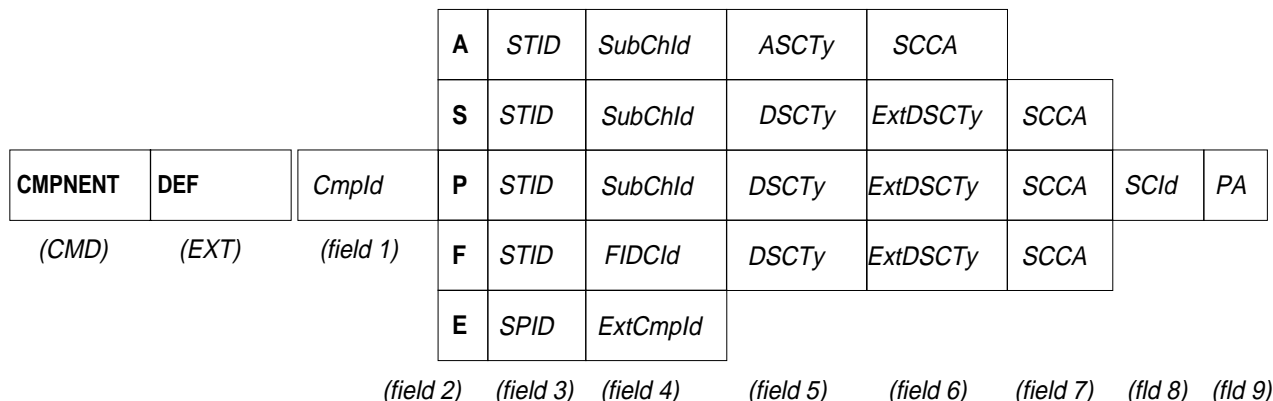 A STID SubChId ASCTy SCCA
S STID SubChId DSCTy ExtDSCTy SCCA
CMPNENT DEF CmpId P STID SubChId DSCTy ExtDSCTy SCCA SCId PA
(CMD) (EXT) (field 1) F STID FIDCId DSCTy ExtDSCTy SCCA
E SPID ExtCmpId
(field 2) (field 3) (field 4) (field 5) (field 6) (field 7) (fld 8) (fld 9)